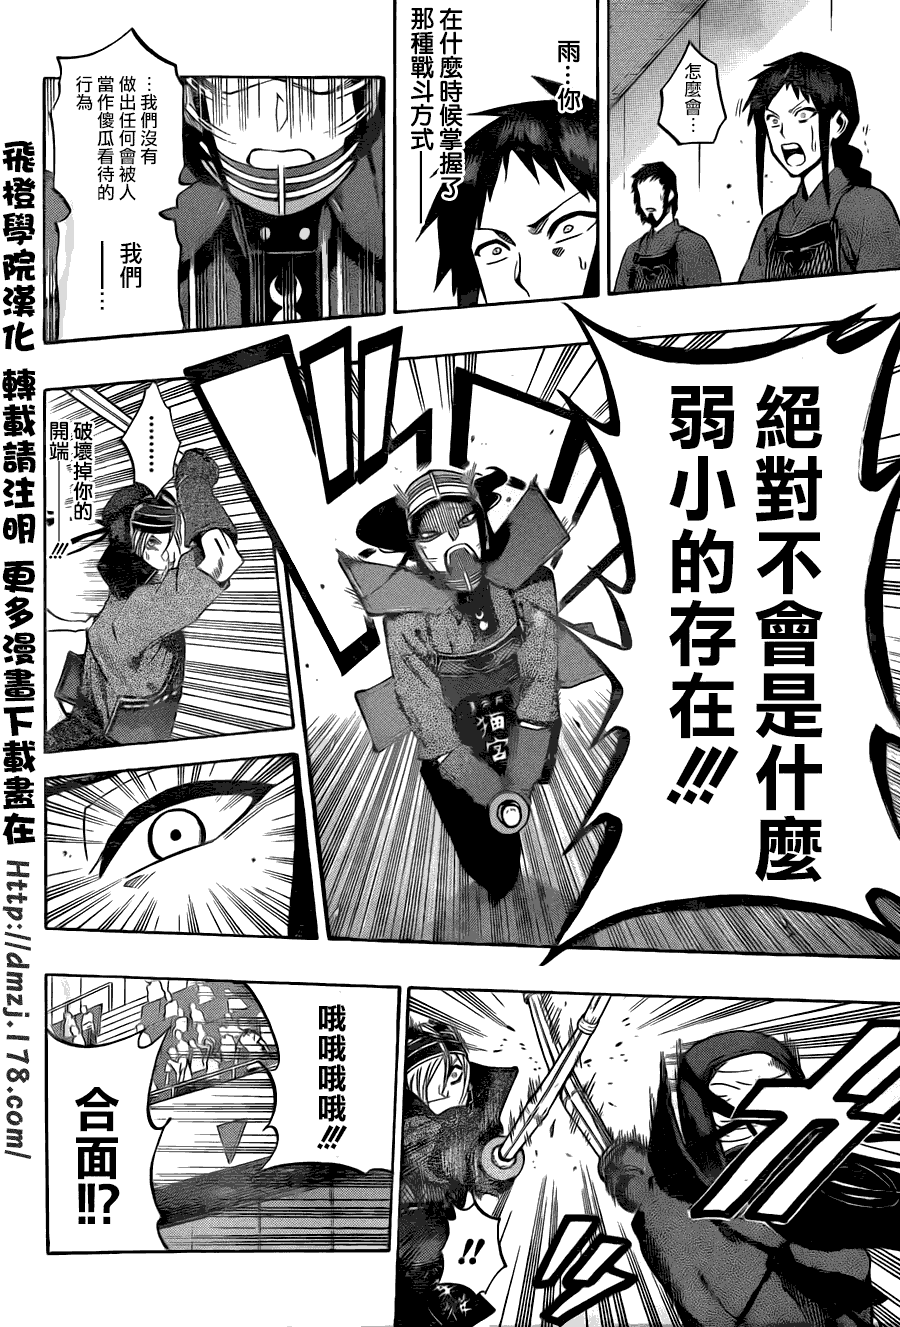 怎麼會…
雨…你
在什麼時候掌握了
那種戰斗方式
——
…我們沒有
做出任何會被人
當作傻瓜看待的
行為
我們
——…
絕對不會是什麼
弱小的存在!!!
猫宮
………
破壞掉你的
開端——!!!
ガッ
!!
哦哦哦哦!!!
合面!!!?
飛橙學院漢化 轉載請注明 更多漫畫下載盡在 Http://dmzj.178.com/